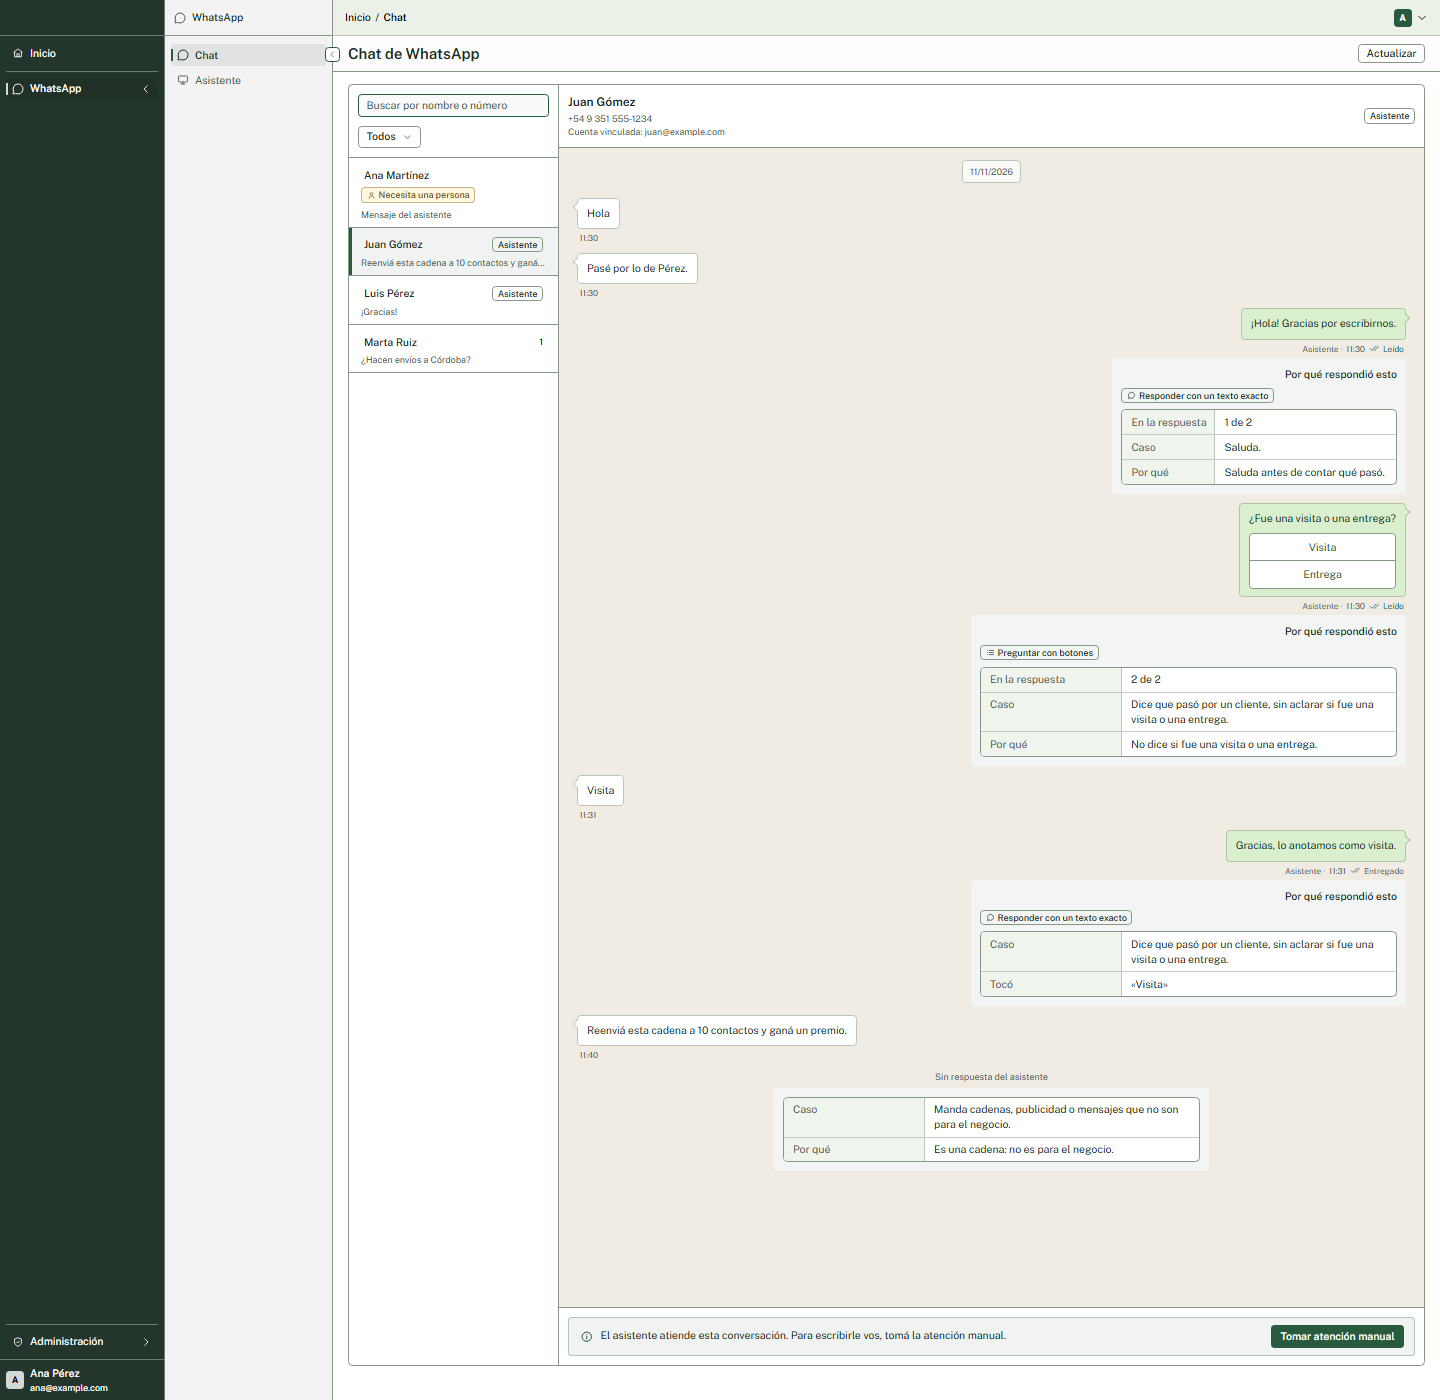 WhatsApp
Inicio / Chat
A
Inicio
WhatsApp
Chat
Asistente
Chat de WhatsApp
Actualizar
Buscar por nombre o número
Todos
Ana Martínez
Necesita una persona
Mensaje del asistente
Juan Gómez
Asistente
Reenviá esta cadena a 10 contactos y ganá...
Luis Pérez
Asistente
¡Gracias!
Marta Ruiz
1
¿Hacen envíos a Córdoba?
Juan Gómez
+54 9 351 555-1234
Cuenta vinculada: juan@example.com
Asistente
11/11/2026
Hola
11:30
Pasé por lo de Pérez.
11:30
¡Hola! Gracias por escribirnos.
Asistente · 11:30 Leído
Por qué respondió esto
Responder con un texto exacto
En la respuesta 1 de 2
Caso Saluda.
Por qué Saluda antes de contar qué pasó.
¿Fue una visita o una entrega?
Visita
Entrega
Asistente · 11:30 Leído
Por qué respondió esto
Preguntar con botones
En la respuesta 2 de 2
Caso Dice que pasó por un cliente, sin aclarar si fue una
visita o una entrega.
Por qué No dice si fue una visita o una entrega.
Visita
11:31
Gracias, lo anotamos como visita.
Asistente · 11:31 Entregado
Por qué respondió esto
Responder con un texto exacto
Caso Dice que pasó por un cliente, sin aclarar si fue una
visita o una entrega.
Tocó «Visita»
Reenviá esta cadena a 10 contactos y ganá un premio.
11:40
Sin respuesta del asistente
Caso Manda cadenas, publicidad o mensajes que no son
para el negocio.
Por qué Es una cadena: no es para el negocio.
El asistente atiende esta conversación. Para escribirle vos, tomá la atención manual.
Tomar atención manual
Administración
A
Ana Pérez
ana@example.com